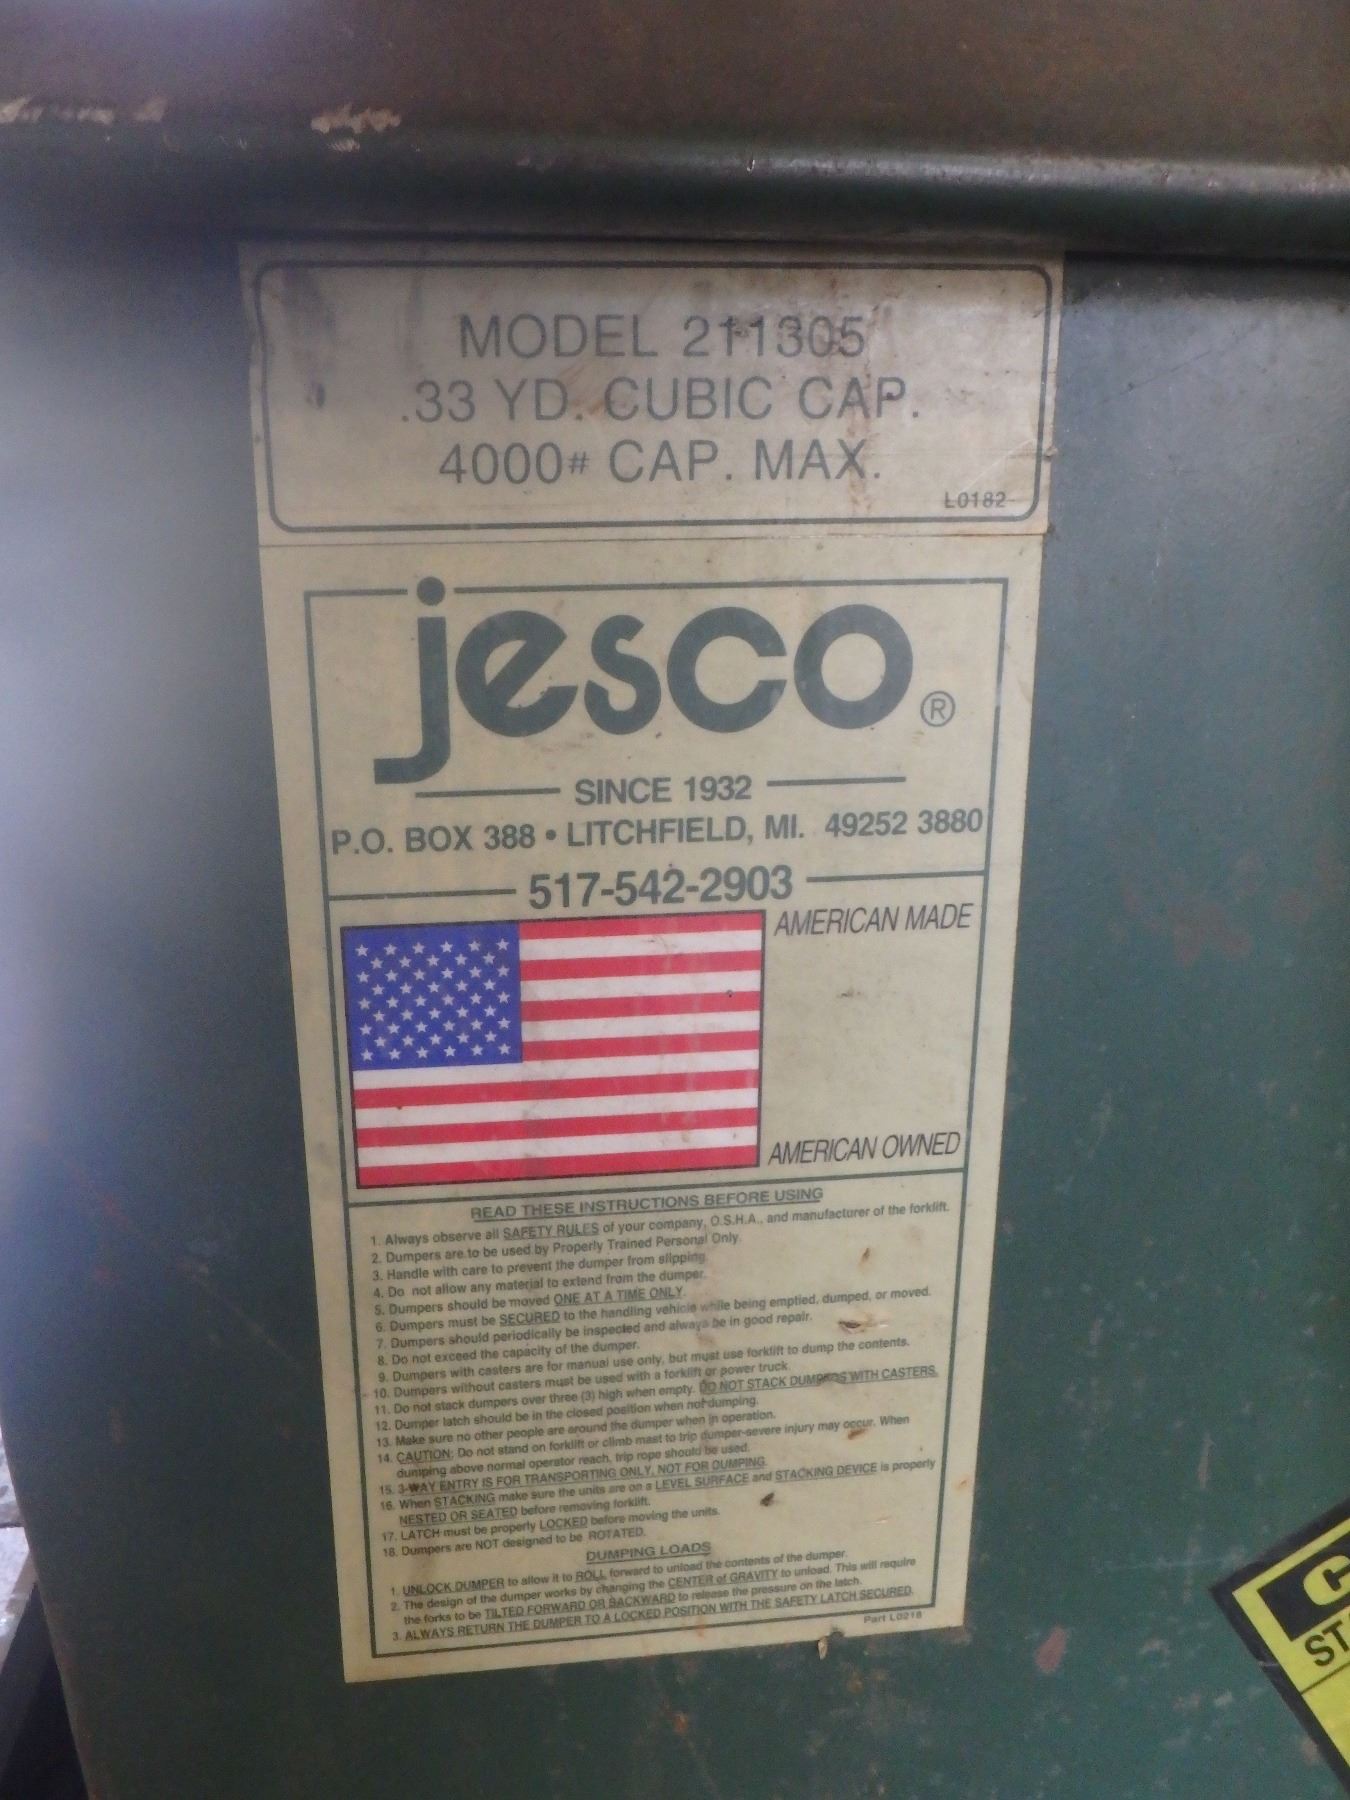 MODEL 211305
.33 YD. CUBIC CAP.
4000# CAP. MAX.
L0182
jesco®
SINCE 1932
P.O. BOX 388 • LITCHFIELD, MI. 49252 3880
517-542-2903
AMERICAN MADE
AMERICAN OWNED
READ THESE INSTRUCTIONS BEFORE USING
1. Always observe all SAFETY RULES of your company, O.S.H.A., and manufacturer of the forklift.
2. Dumpers are to be used by Properly Trained Personal Only.
3. Handle with care to prevent the dumper from slipping.
4. Do not allow any material to extend from the dumper.
5. Dumpers should be moved ONE AT A TIME ONLY.
6. Dumpers must be SECURED to the handling vehicle while being emptied, dumped, or moved.
7. Dumpers should periodically be inspected and always be in good repair.
8. Do not exceed the capacity of the dumper.
9. Dumpers with casters are for manual use only, but must use forklift to dump the contents.
10. Dumpers without casters must be used with a forklift or power truck.
11. Do not stack dumpers over three (3) high when empty. DO NOT STACK DUMPERS WITH CASTERS.
12. Dumper latch should be in the closed position when not dumping.
13. Make sure no other people are around the dumper when in operation.
14. CAUTION: Do not stand on forklift or climb mast to trip dumper-severe injury may occur. When
dumping above normal operator reach, trip rope should be used.
15. 3-WAY ENTRY IS FOR TRANSPORTING ONLY, NOT FOR DUMPING.
16. When STACKING make sure the units are on a LEVEL SURFACE and STACKING DEVICE is properly
NESTED OR SEATED before removing forklift.
17. LATCH must be properly LOCKED before moving the units.
18. Dumpers are NOT designed to be ROTATED.
DUMPING LOADS
1. UNLOCK DUMPER to allow it to ROLL forward to unload the contents of the dumper.
2. The design of the dumper works by changing the CENTER of GRAVITY to unload. This will require
the forks to be TILTED FORWARD OR BACKWARD to release the pressure on the latch.
3. ALWAYS RETURN THE DUMPER TO A LOCKED POSITION WITH THE SAFETY LATCH SECURED.
Part L0218